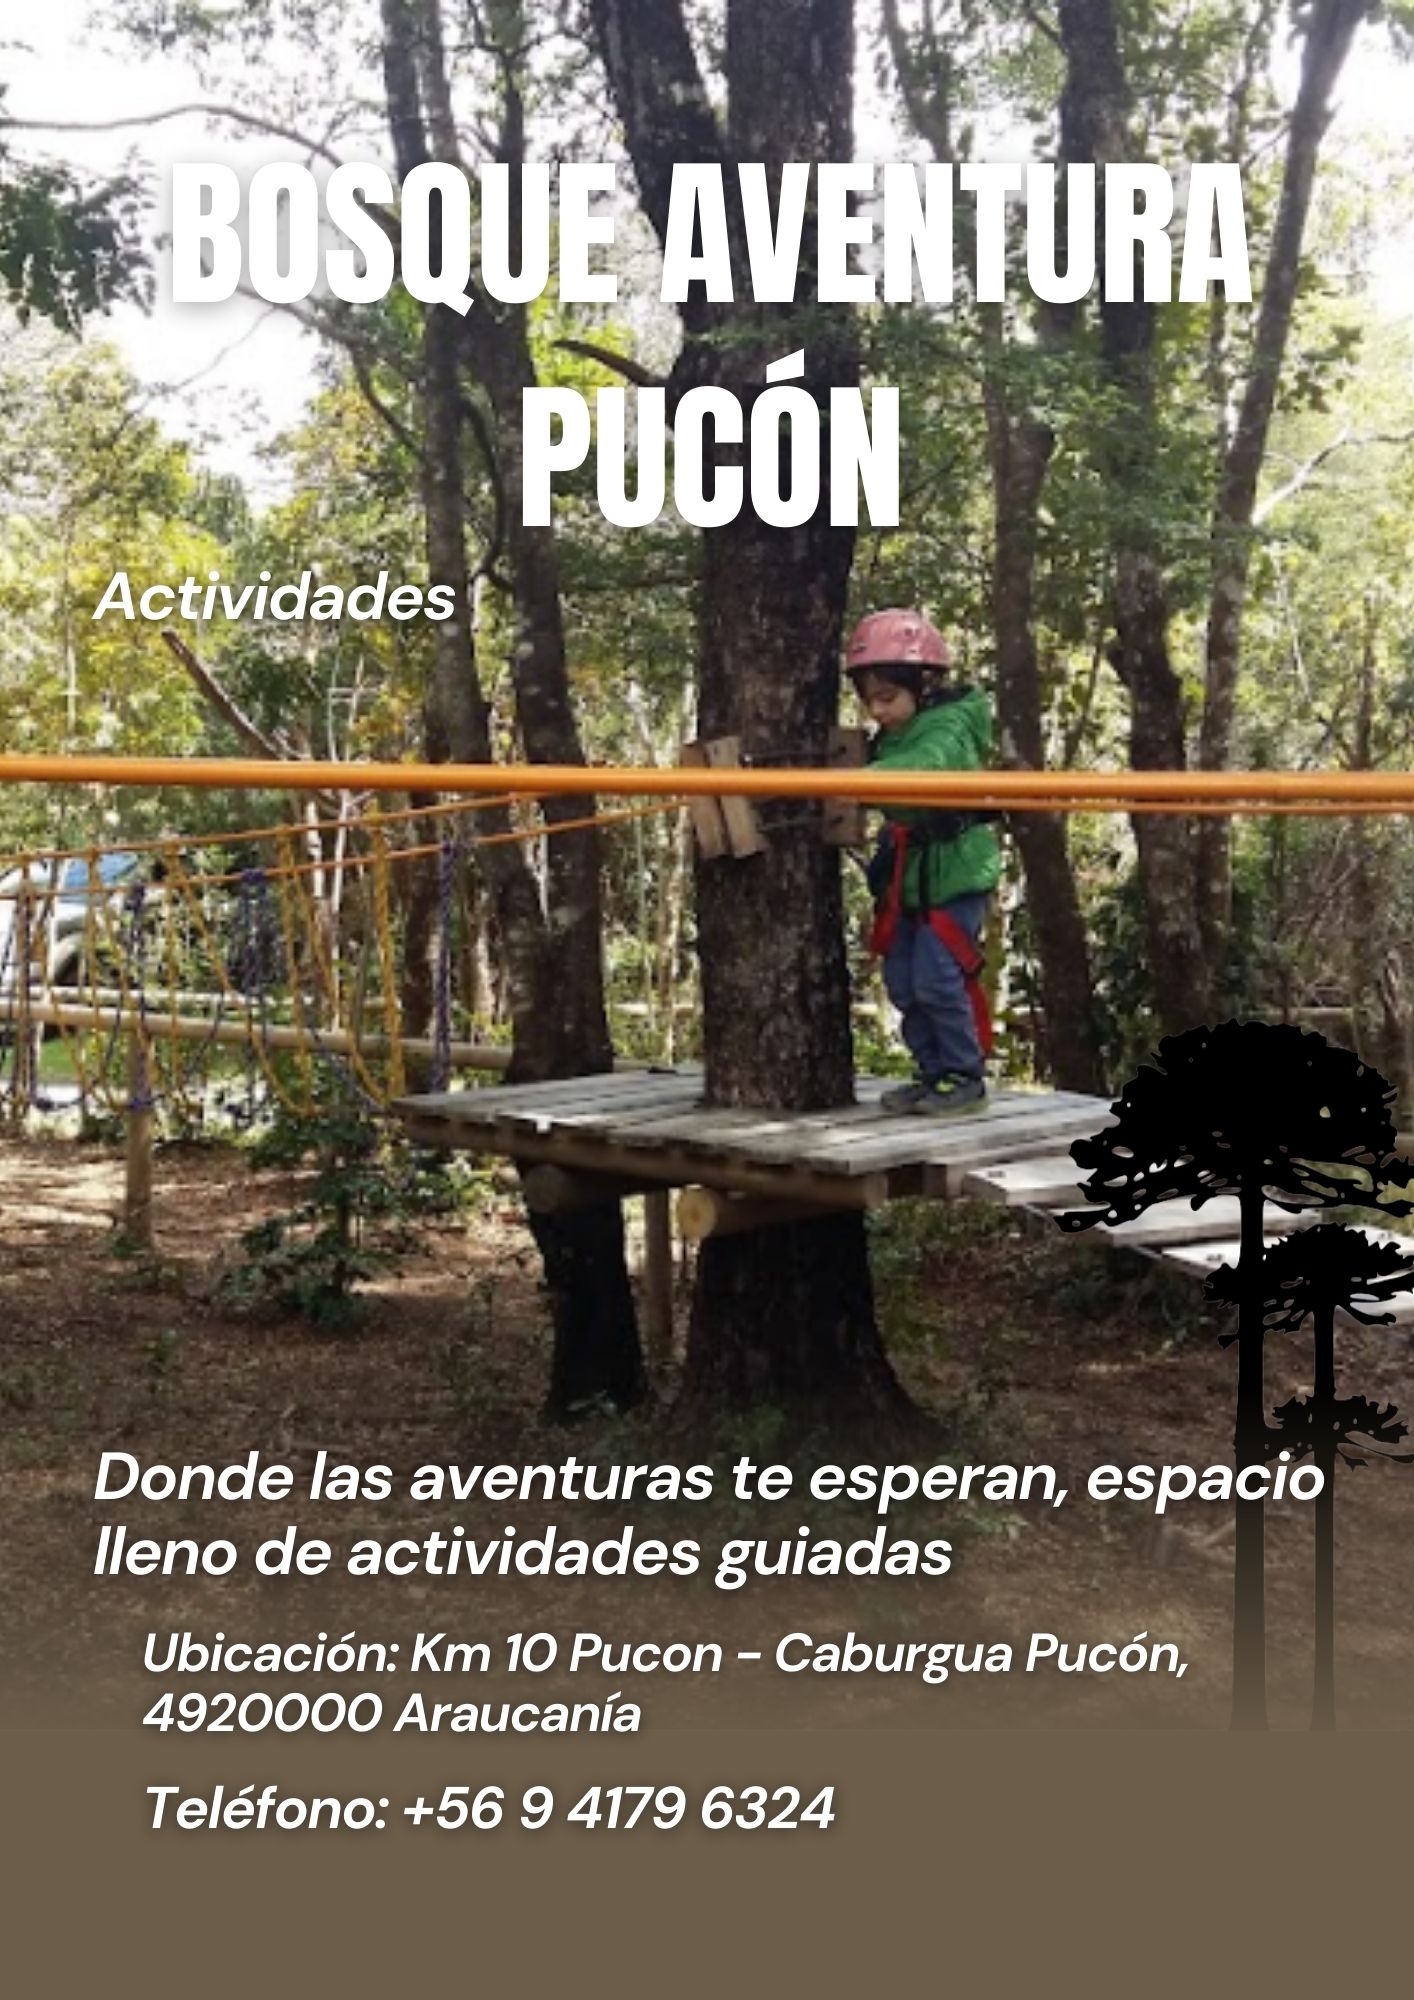 BOSQUE AVENTURA
PUCÓN
Actividades
Donde las aventuras te esperan, espacio
lleno de actividades guiadas
Ubicación: Km 10 Pucon - Caburgua Pucón,
4920000 Araucanía
Teléfono: +56 9 4179 6324